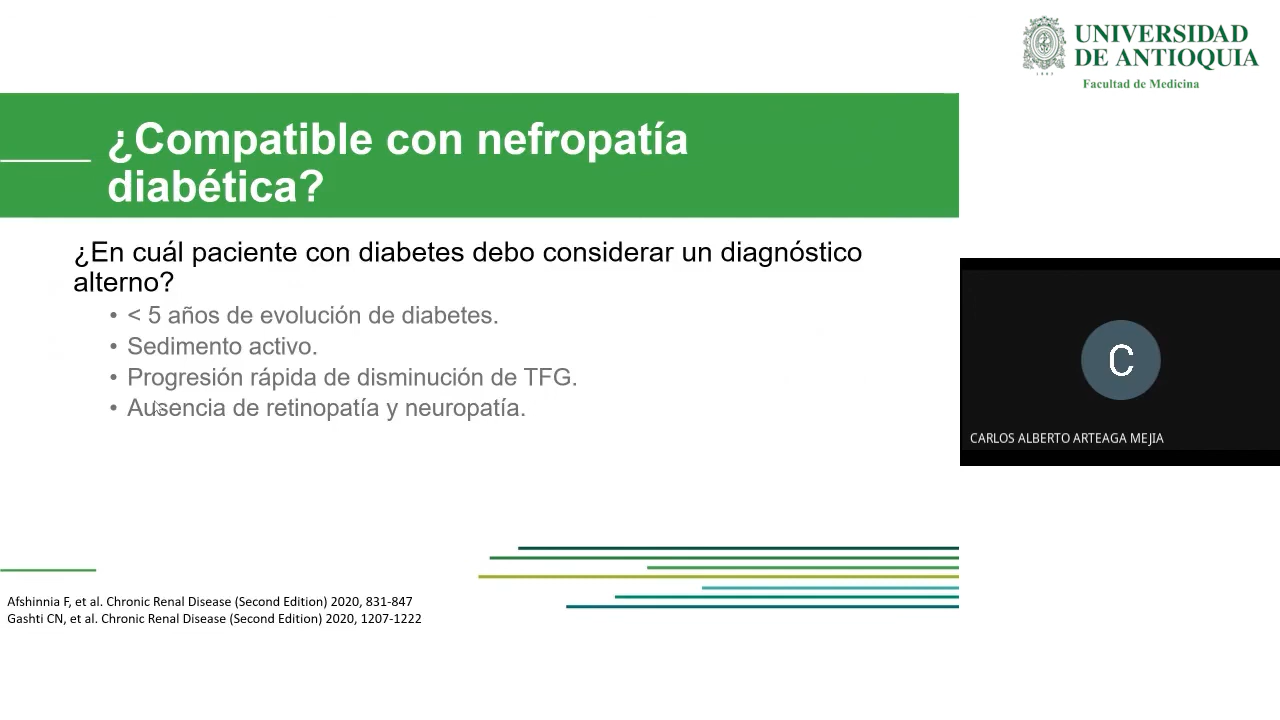 UNIVERSIDAD
DE ANTIOQUIA
1803
Facultad de Medicina
¿Compatible con nefropatía
diabética?
¿En cuál paciente con diabetes debo considerar un diagnóstico
alterno?
• < 5 años de evolución de diabetes.
• Sedimento activo.
• Progresión rápida de disminución de TFG.
• Ausencia de retinopatía y neuropatía.
C
CARLOS ALBERTO ARTEAGA MEJIA
Afshinnia F, et al. Chronic Renal Disease (Second Edition) 2020, 831-847
Gashti CN, et al. Chronic Renal Disease (Second Edition) 2020, 1207-1222